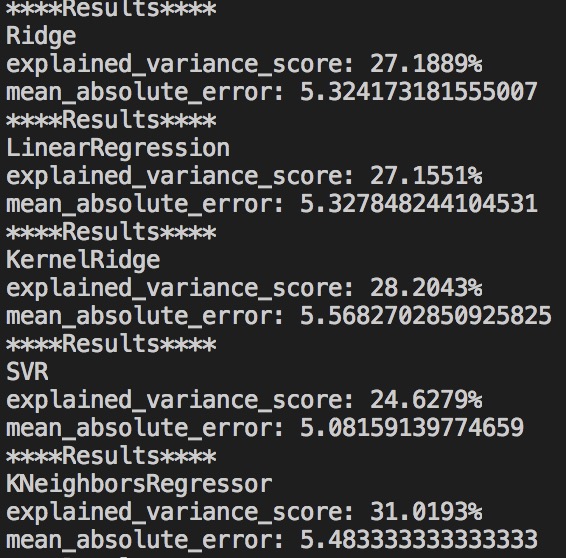 ****Results****
Ridge
explained_variance_score: 27.1889%
mean_absolute_error: 5.324173181555007
****Results****
LinearRegression
explained_variance_score: 27.1551%
mean_absolute_error: 5.327848244104531
****Results****
KernelRidge
explained_variance_score: 28.2043%
mean_absolute_error: 5.5682702850925825
****Results****
SVR
explained_variance_score: 24.6279%
mean_absolute_error: 5.08159139774659
****Results****
KNeighborsRegressor
explained_variance_score: 31.0193%
mean_absolute_error: 5.483333333333333